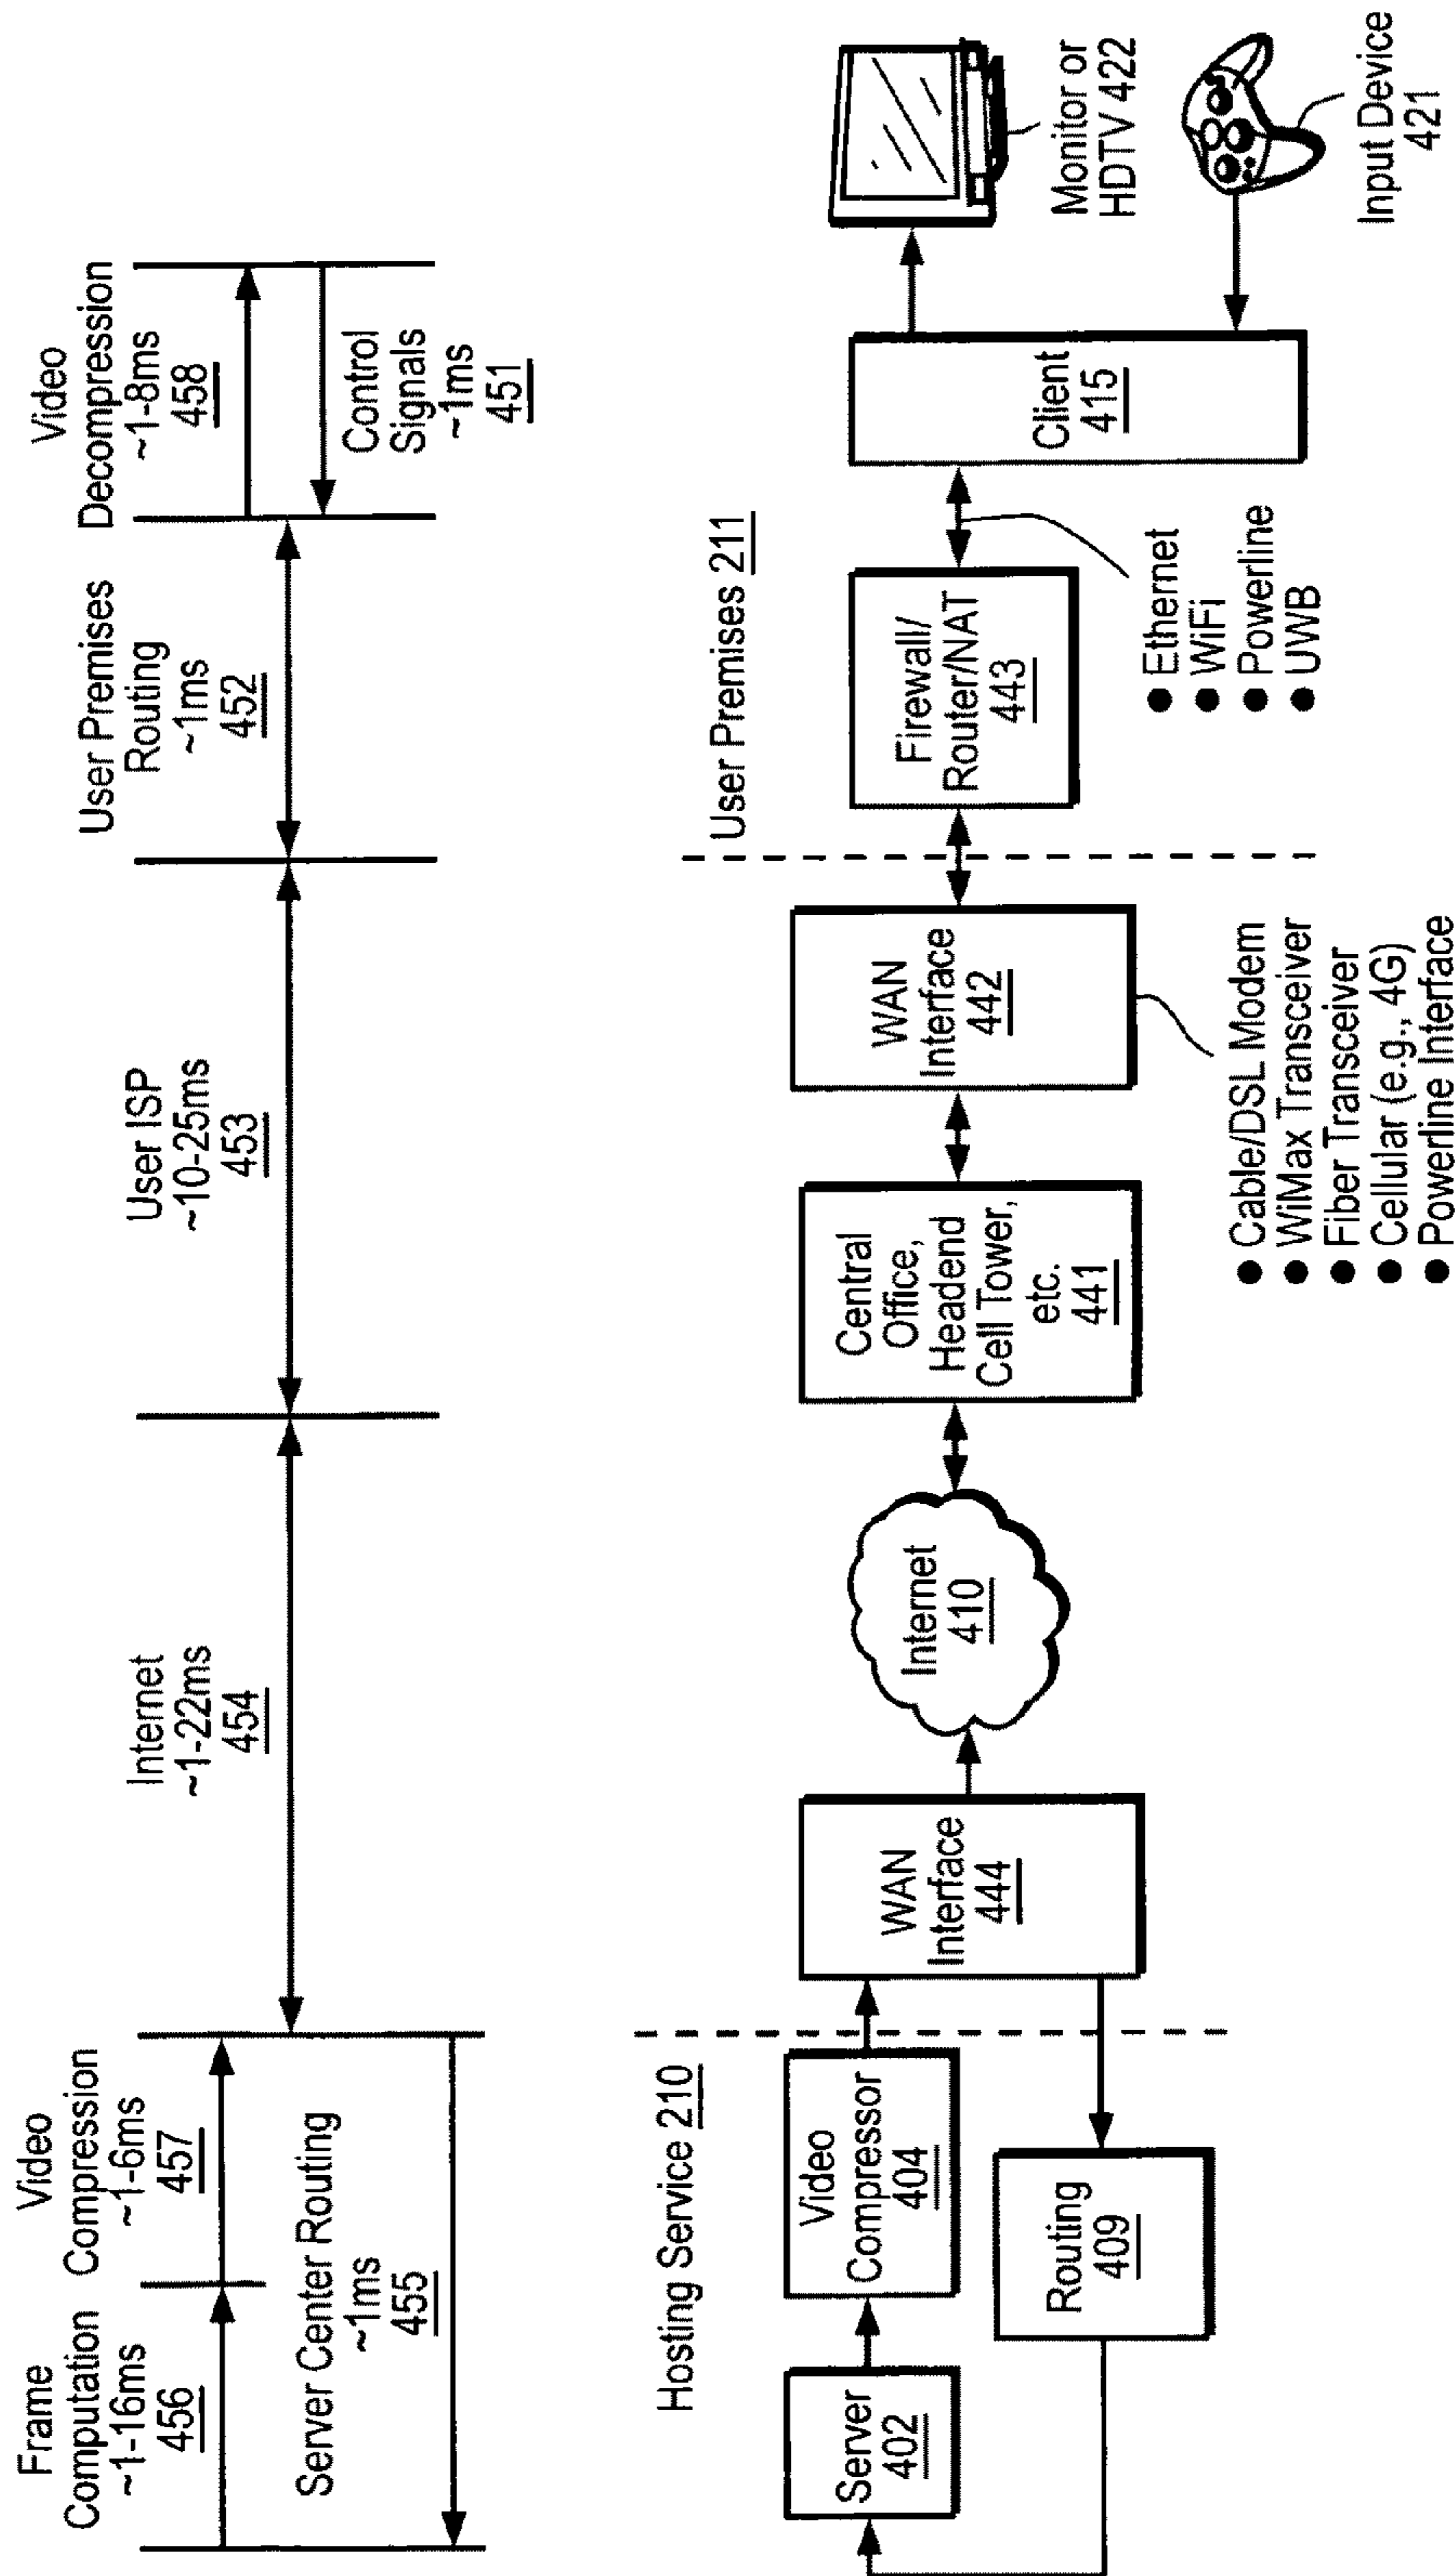 Frame
Computation
~1-16ms
456
Video
Compression
~1-6ms
457
Server Center Routing
~1ms
455
Internet
~1-22ms
454
User ISP
~10-25ms
453
User Premises
Routing
~1ms
452
Video
Decompression
~1-8ms
458
Control
Signals
~1ms
451
Hosting Service 210
Server
402
Video
Compressor
404
Routing
409
WAN
Interface
444
Internet
410
Central
Office,
Headend
Cell Tower,
etc.
441
WAN
Interface
442
● Cable/DSL Modem
● WiMax Transceiver
● Fiber Transceiver
● Cellular (e.g., 4G)
● Powerline Interface
User Premises 211
Firewall/
Router/NAT
443
● Ethernet
● WiFi
● Powerline
● UWB
Client
415
Monitor or
HDTV 422
Input Device
421